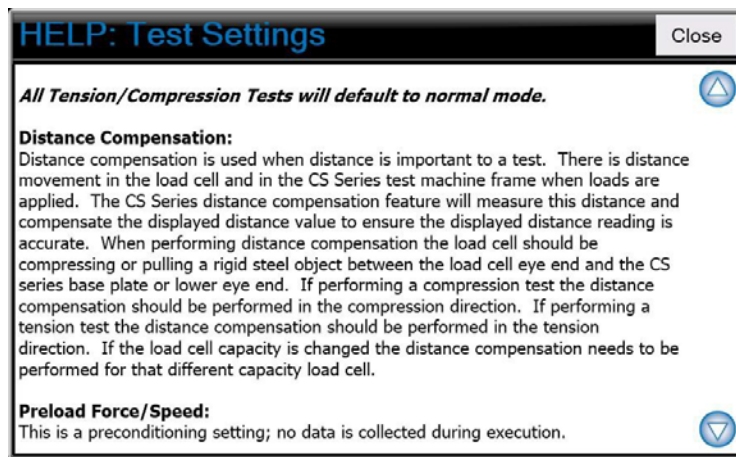 HELP: Test Settings
Close
All Tension/Compression Tests will default to normal mode.
Distance Compensation:
Distance compensation is used when distance is important to a test.  There is distance
movement in the load cell and in the CS Series test machine frame when loads are
applied.  The CS Series distance compensation feature will measure this distance and
compensate the displayed distance value to ensure the displayed distance reading is
accurate.  When performing distance compensation the load cell should be
compressing or pulling a rigid steel object between the load cell eye end and the CS
series base plate or lower eye end.  If performing a compression test the distance
compensation should be performed in the compression direction.  If performing a
tension test the distance compensation should be performed in the tension
direction.  If the load cell capacity is changed the distance compensation needs to be
performed for that different capacity load cell.
Preload Force/Speed:
This is a preconditioning setting; no data is collected during execution.